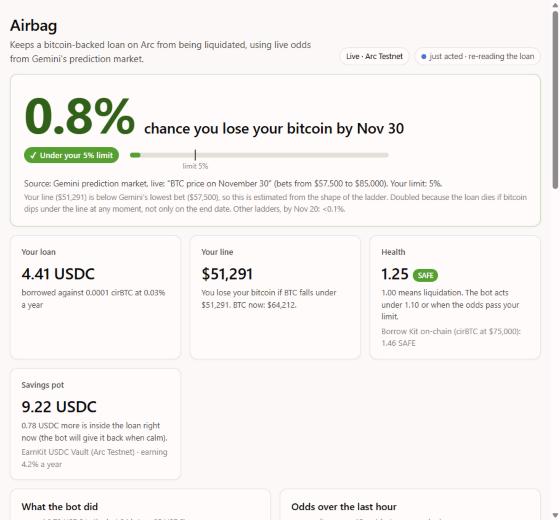 Airbag
Keeps a bitcoin-backed loan on Arc from being liquidated, using live odds
from Gemini's prediction market.
Live · Arc Testnet
just acted · re-reading the loan
0.8% chance you lose your bitcoin by Nov 30
✓ Under your 5% limit
limit 5%
Source: Gemini prediction market, live: "BTC price on November 30" (bets from $57,500 to $85,000). Your limit: 5%.
Your line ($51,291) is below Gemini's lowest bet ($57,500), so this is estimated from the shape of the ladder. Doubled because the loan dies if bitcoin
dips under the line at any moment, not only on the end date. Other ladders, by Nov 20: <0.1%.
Your loan
4.41 USDC
borrowed against 0.0001 cirBTC at 0.03%
a year
Your line
$51,291
You lose your bitcoin if BTC falls under
$51,291. BTC now: $64,212.
Health
1.25 SAFE
1.00 means liquidation. The bot acts
under 1.10 or when the odds pass your
limit.
Borrow Kit on-chain (cirBTC at $75,000):
1.46 SAFE
Savings pot
9.22 USDC
0.78 USDC more is inside the loan right
now (the bot will give it back when calm).
EarnKit USDC Vault (Arc Testnet) · earning
4.2% a year
What the bot did
Odds over the last hour